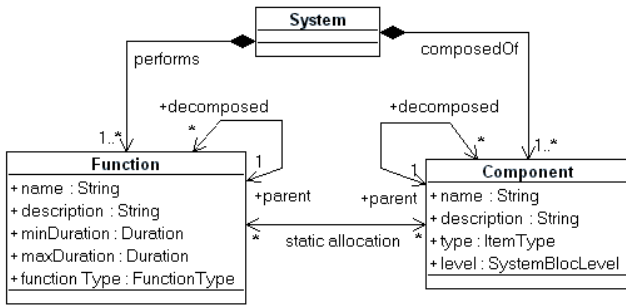 System
performs
composedOf
+decomposed
+decomposed
1..*
*
*
1..*
Function
1
1
Component
+parent
+parent
+ name : String
+ description : String
+ minDuration : Duration
+ maxDuration : Duration
+ function Type : FunctionType
*
static allocation
*
+ name : String
+ description : String
+ type : ItemType
+ level : SystemBlocLevel